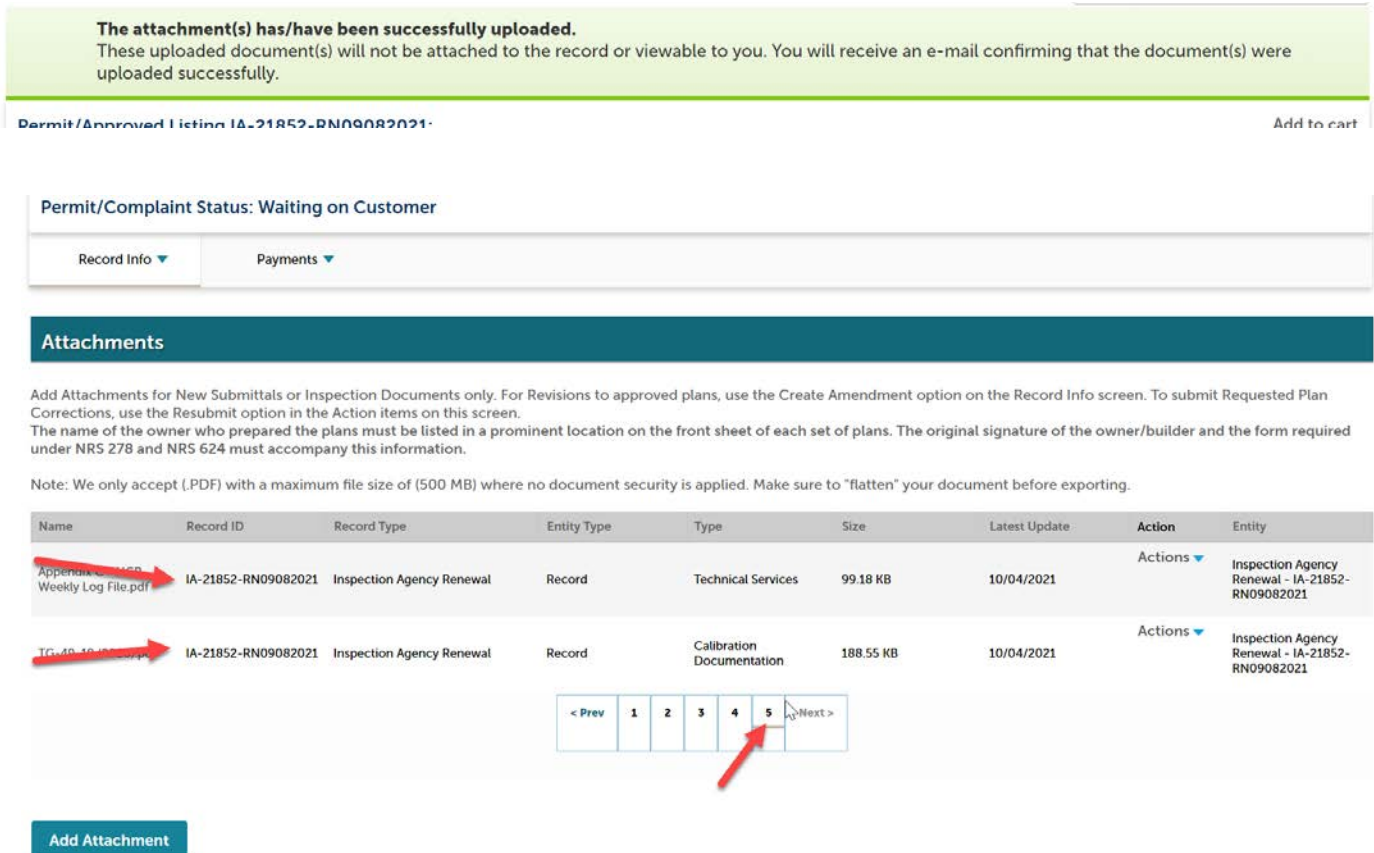 The attachment(s) has/have been successfully uploaded.
These uploaded document(s) will not be attached to the record or viewable to you. You will receive an e-mail confirming that the document(s) were
uploaded successfully.
Permit/Approved Listing IA-21852-RN09082021:
Add to cart
Permit/Complaint Status: Waiting on Customer
Record Info
Payments
Attachments
Add Attachments for New Submittals or Inspection Documents only. For Revisions to approved plans, use the Create Amendment option on the Record Info screen. To submit Requested Plan
Corrections, use the Resubmit option in the Action items on this screen.
The name of the owner who prepared the plans must be listed in a prominent location on the front sheet of each set of plans. The original signature of the owner/builder and the form required
under NRS 278 and NRS 624 must accompany this information.
Note: We only accept (.PDF) with a maximum file size of (500 MB) where no document security is applied. Make sure to "flatten" your document before exporting.
Name Record ID Record Type Entity Type Type Size Latest Update Action Entity
Appendix
Weekly Log File.pdf
IA-21852-RN09082021 Inspection Agency Renewal Record Technical Services 99.18 KB 10/04/2021 Actions
Inspection Agency
Renewal - IA-21852-
RN09082021
IA-21852-RN09082021 Inspection Agency Renewal Record
Calibration
Documentation
188.55 KB 10/04/2021 Actions
Inspection Agency
Renewal - IA-21852-
RN09082021
< Prev 1 2 3 4 5 Next >
Add Attachment